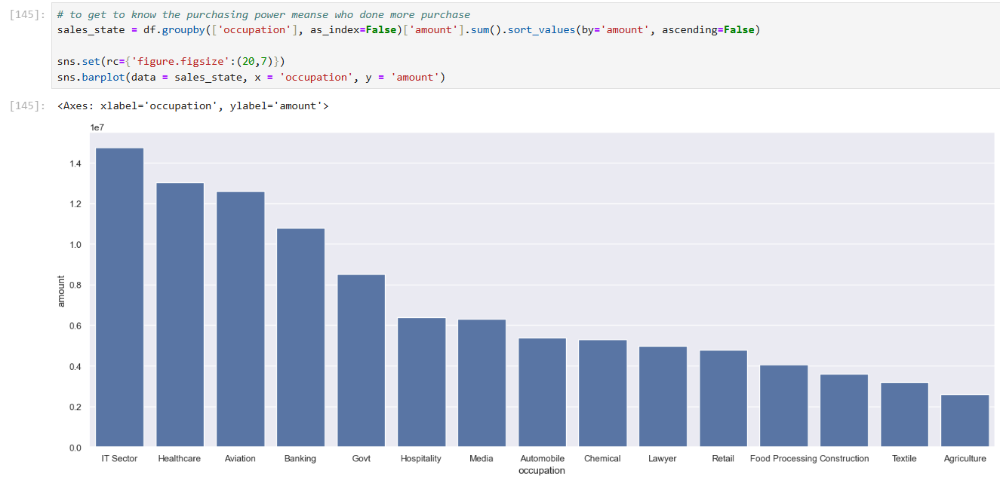 [145]: # to get to know the purchasing power meanse who done more purchase
sales_state = df.groupby(['occupation'], as_index=False)['amount'].sum().sort_values(by='amount', ascending=False)
sns.set(rc={'figure.figsize':(20,7)})
sns.barplot(data = sales_state, x = 'occupation', y = 'amount')
[145]: <Axes: xlabel='occupation', ylabel='amount'>
1e7
1.4
1.2
1.0
0.8
amount
0.6
0.4
0.2
0.0
IT Sector Healthcare Aviation Banking Govt Hospitality Media Automobile Chemical Lawyer Retail Food Processing Construction Textile Agriculture
occupation